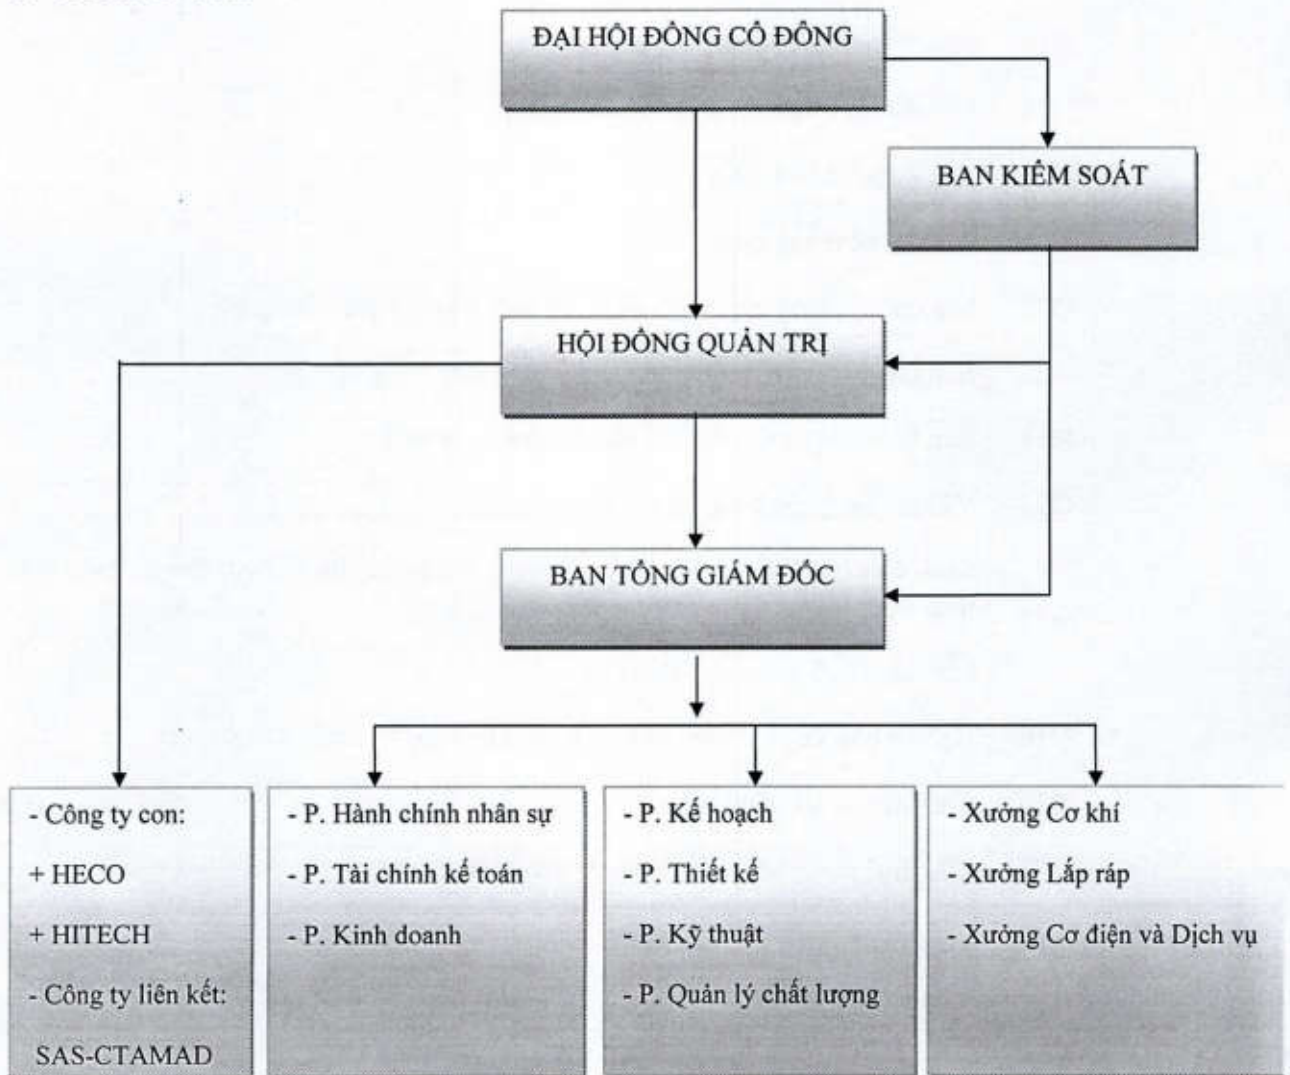 ĐẠI HỘI ĐỒNG CỔ ĐÔNG
BAN KIỂM SOÁT
HỘI ĐỒNG QUẢN TRỊ
BAN TỔNG GIÁM ĐỐC
- Công ty con:
+ HECO
+ HITECH
- Công ty liên kết:
SAS-CTAMAD
- P. Hành chính nhân sự
- P. Tài chính kế toán
- P. Kinh doanh
- P. Kế hoạch
- P. Thiết kế
- P. Kỹ thuật
- P. Quản lý chất lượng
- Xưởng Cơ khí
- Xưởng Lắp ráp
- Xưởng Cơ điện và Dịch vụ